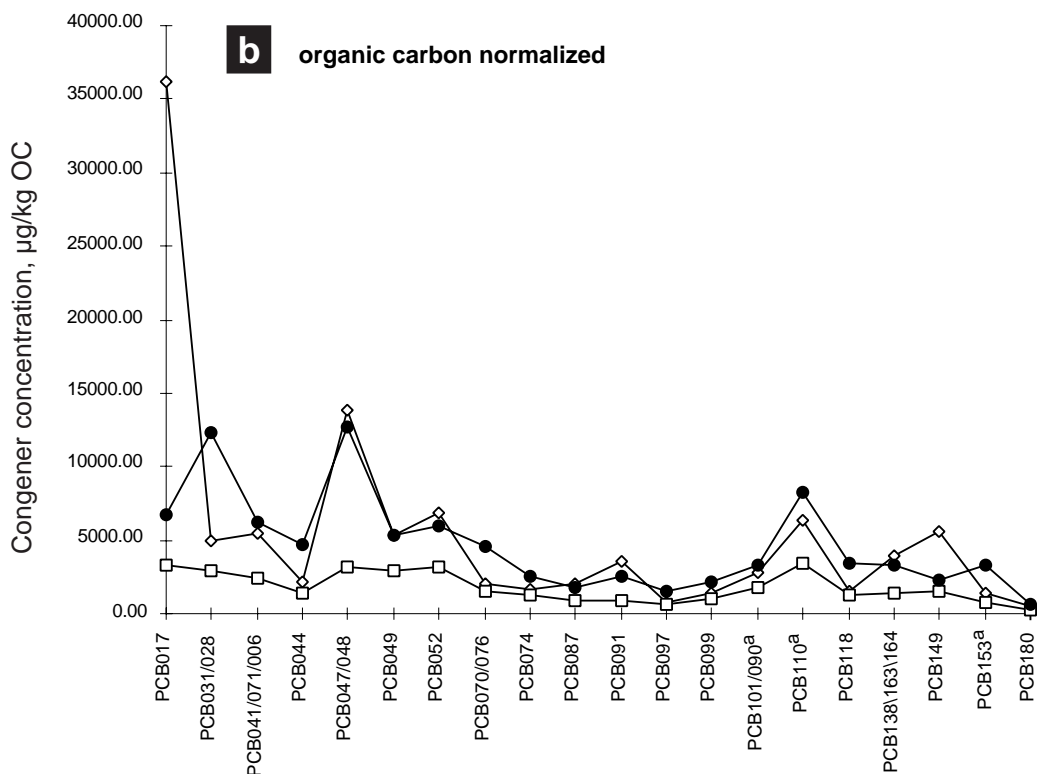 b organic carbon normalized
Congener concentration, µg/kg OC
40000.00
35000.00
30000.00
25000.00
20000.00
15000.00
10000.00
5000.00
0.00
PCB017
PCB031/028
PCB041/071/006
PCB044
PCB047/048
PCB049
PCB052
PCB070/076
PCB074
PCB087
PCB091
PCB097
PCB099
PCB101/090a
PCB110a
PCB118
PCB138\163\164
PCB149
PCB153a
PCB180